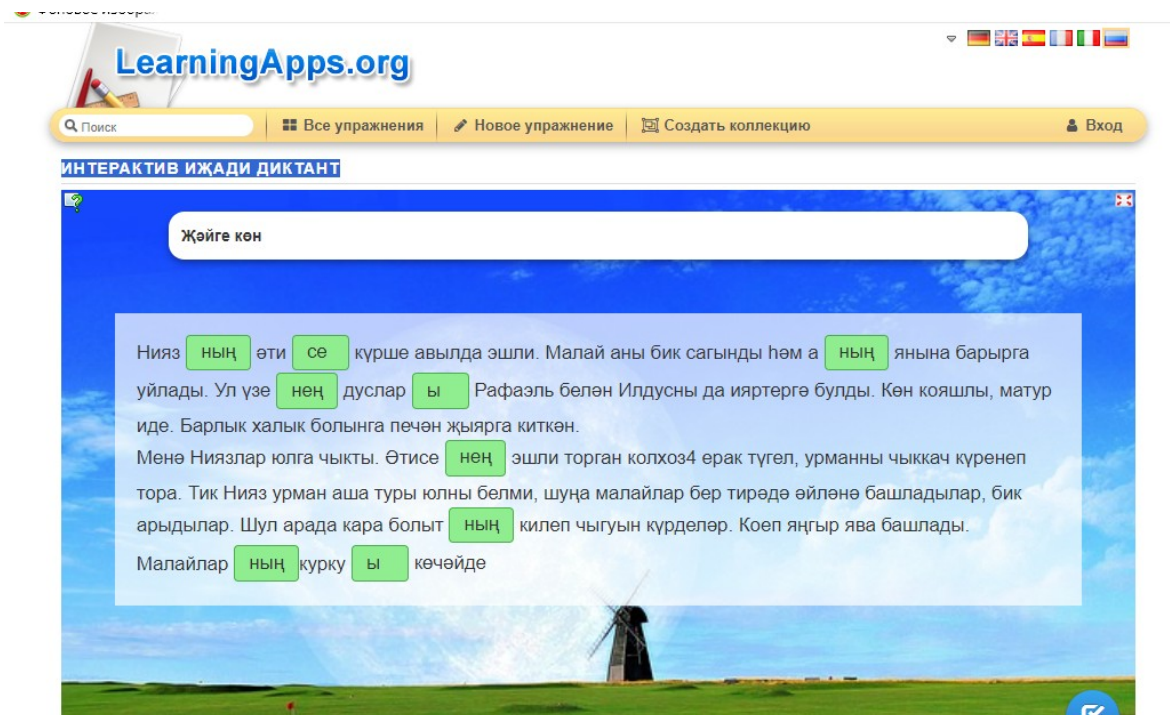 LearningApps.org
Поиск
Все упражнения
Новое упражнение
Создать коллекцию
Вход
ИНТЕРАКТИВ ИҖАДИ ДИКТАНТ
Җәйге көн
Нияз ның әти се күрше авылда эшли. Малай аны бик сагынды һәм а ның янына барырга
уйлады. Ул үзе нең дуслар ы Рафаэль белән Илдусны да ияртергә булды. Көн кояшлы, матур
иде. Барлык халык болынга печән җыярга киткән.
Менә Ниязлар юлга чыкты. Әтисе нең эшли торган колхоз4 ерак түгел, урманны чыккач күренеп
тора. Тик Нияз урман аша туры юлны белми, шуңа малайлар бер тирәдә әйләнә башладылар, бик
арыдылар. Шул арада кара болыт ның килеп чыгуын күрделәр. Коеп яңгыр ява башлады.
Малайлар ның курку ы көчәйде